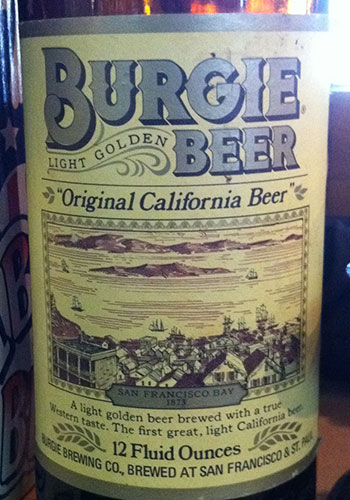 BURGIE
LIGHT GOLDEN
BEER
"Original California Beer"
SAN FRANCISCO BAY
1875
A light golden beer brewed with a true
Western taste. The first great, light California beer.
12 Fluid Ounces
BURGIE BREWING CO., BREWED AT SAN FRANCISCO & ST. PAUL